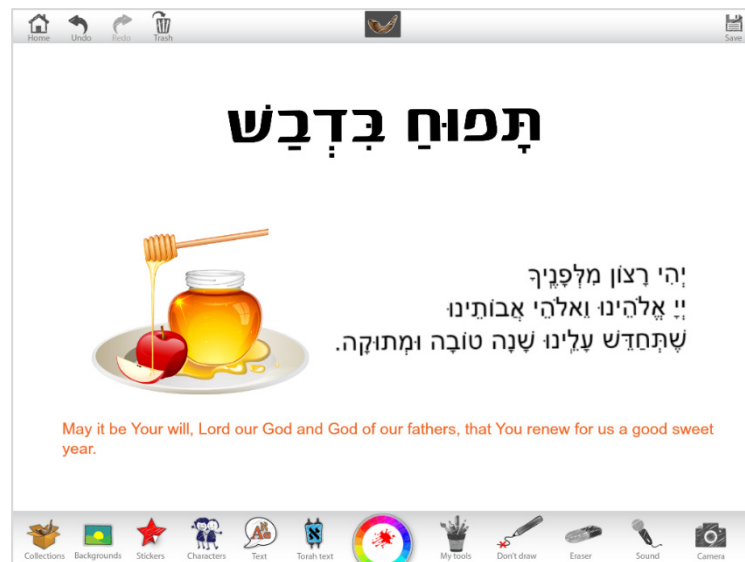 Home Undo Redo Trash Save
תָּפוּחַ בִּדְבַשׁ
יְהִי רָצוֹן מִלְּפָנֶיךָ
יְיָ אֱלֹהֵינוּ וֵאלֹהֵי אֲבוֹתֵינוּ
שֶׁתְּחַדֵּשׁ עָלֵינוּ שָׁנָה טוֹבָה וּמְתוּקָה.
May it be Your will, Lord our God and God of our fathers, that You renew for us a good sweet
year.
Collections Backgrounds Stickers Characters Text Torah text My tools Don't draw Eraser Sound Camera